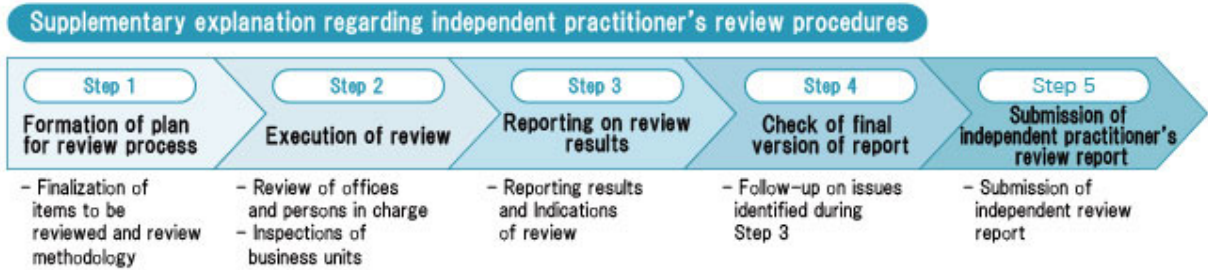 Supplementary explanation regarding independent practitioner's review procedures
Step 1
Formation of plan
for review process
- Finalization of
items to be
reviewed and review
methodology
Step 2
Execution of review
- Review of offices
and persons in charge
- Inspections of
business units
Step 3
Reporting on review
results
- Reporting results
and Indications
of review
Step 4
Check of final
version of report
- Follow-up on issues
identified during
Step 3
Step 5
Submission of
independent practitioner's
review report
- Submission of
independent review
report